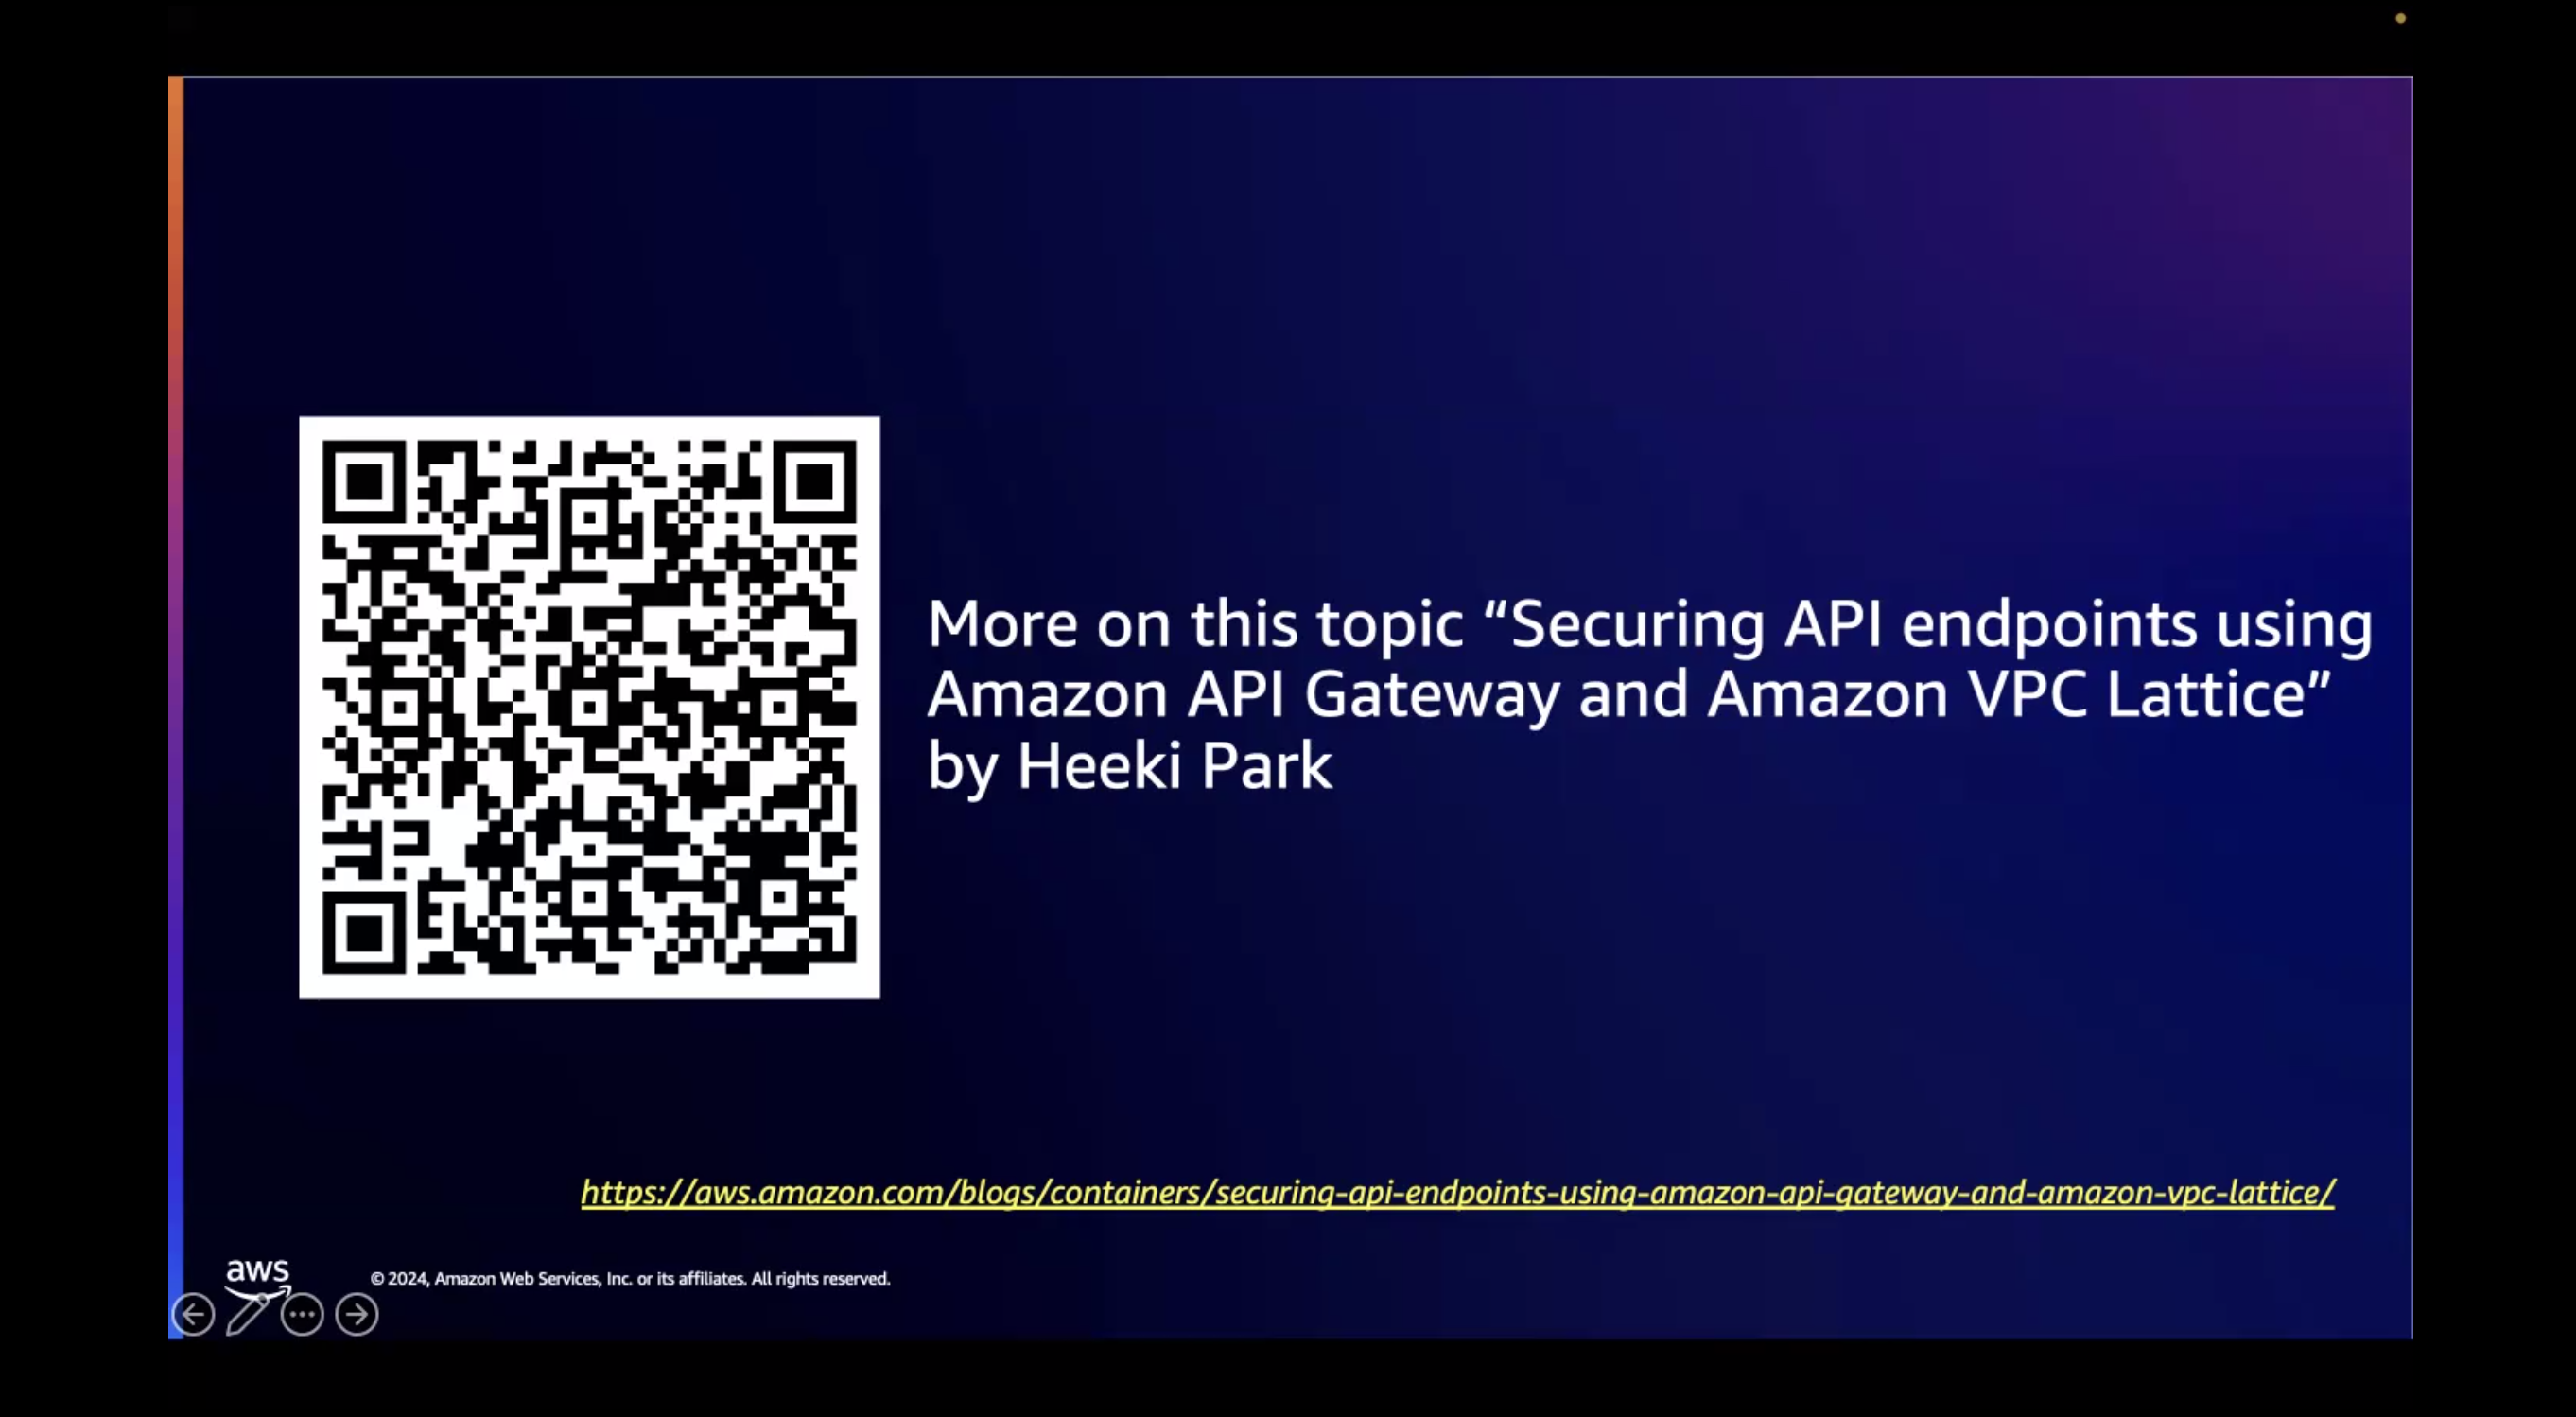 More on this topic “Securing API endpoints using
Amazon API Gateway and Amazon VPC Lattice”
by Heeki Park
https://aws.amazon.com/blogs/containers/securing-api-endpoints-using-amazon-api-gateway-and-amazon-vpc-lattice/
aws
© 2024, Amazon Web Services, Inc. or its affiliates. All rights reserved.